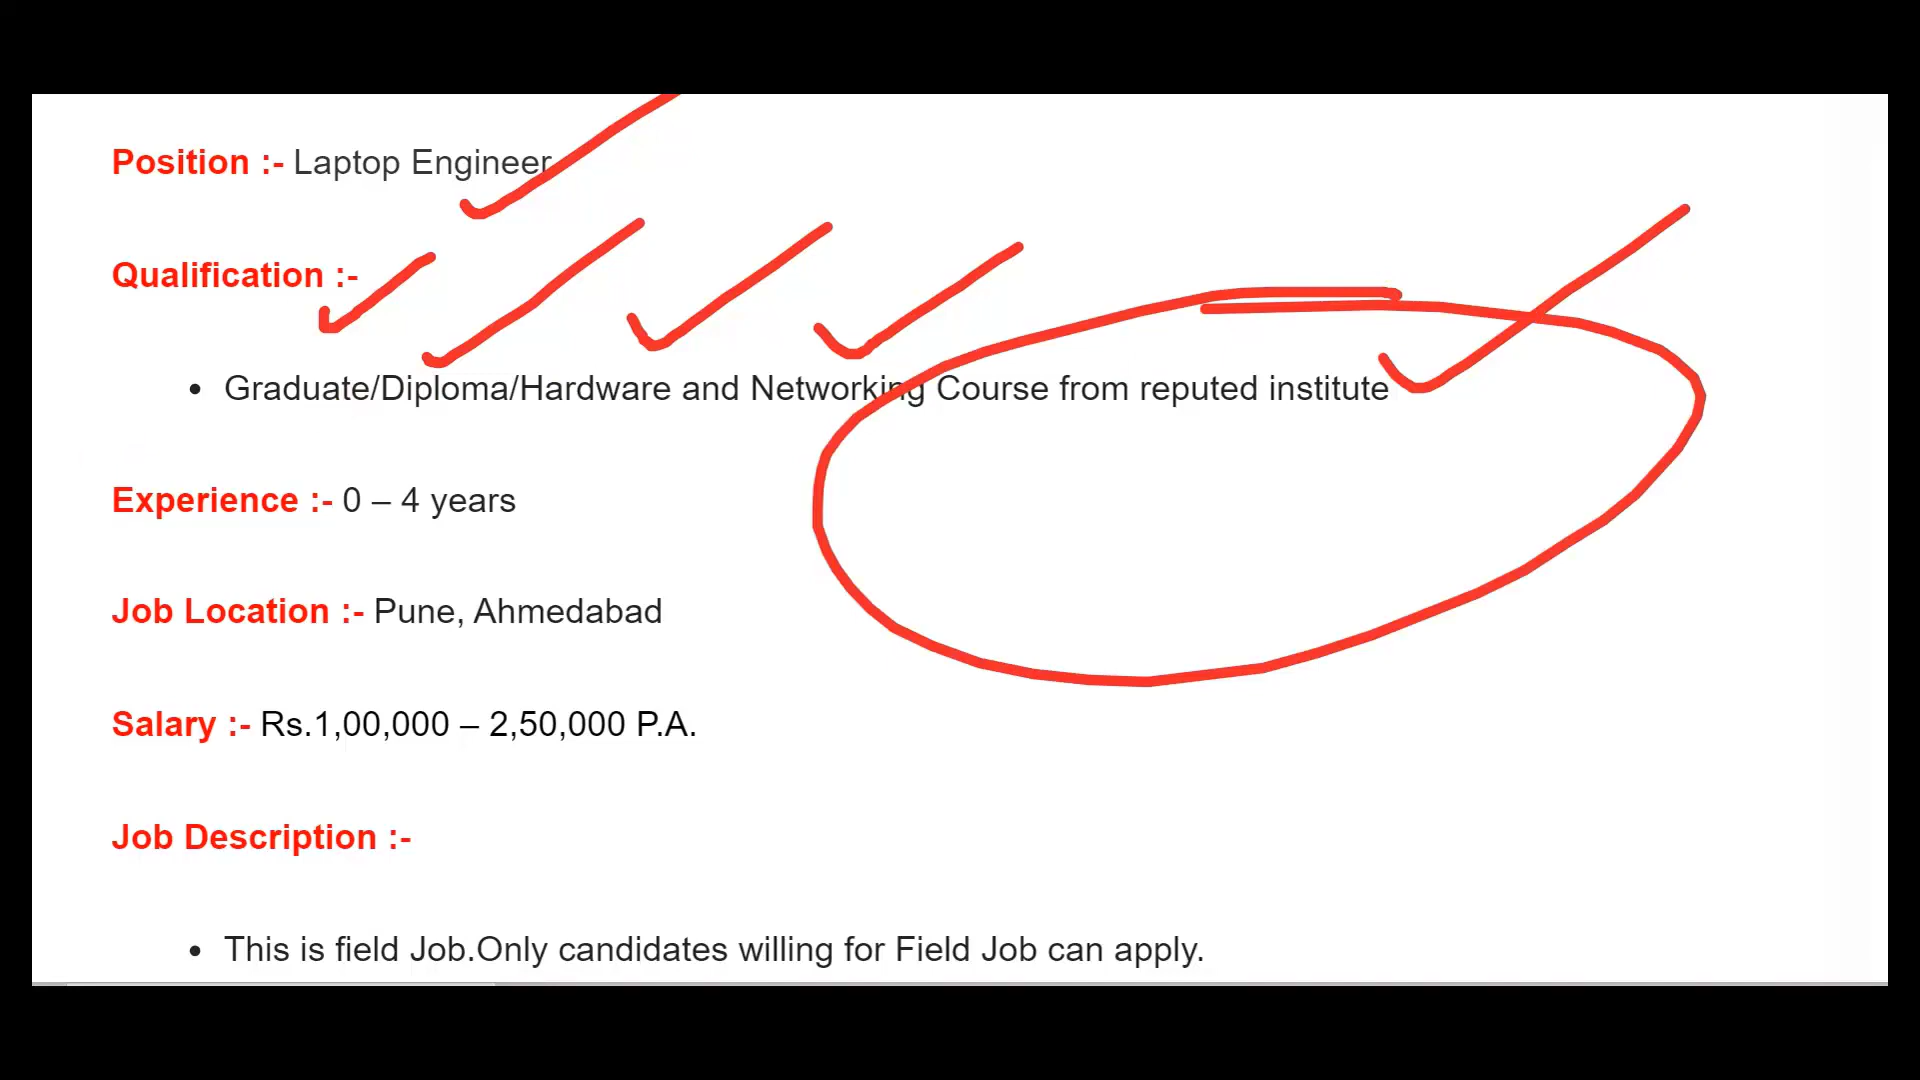 Position :- Laptop Engineer
Qualification :-
• Graduate/Diploma/Hardware and Networking Course from reputed institute
Experience :- 0 – 4 years
Job Location :- Pune, Ahmedabad
Salary :- Rs.1,00,000 – 2,50,000 P.A.
Job Description :-
• This is field Job.Only candidates willing for Field Job can apply.